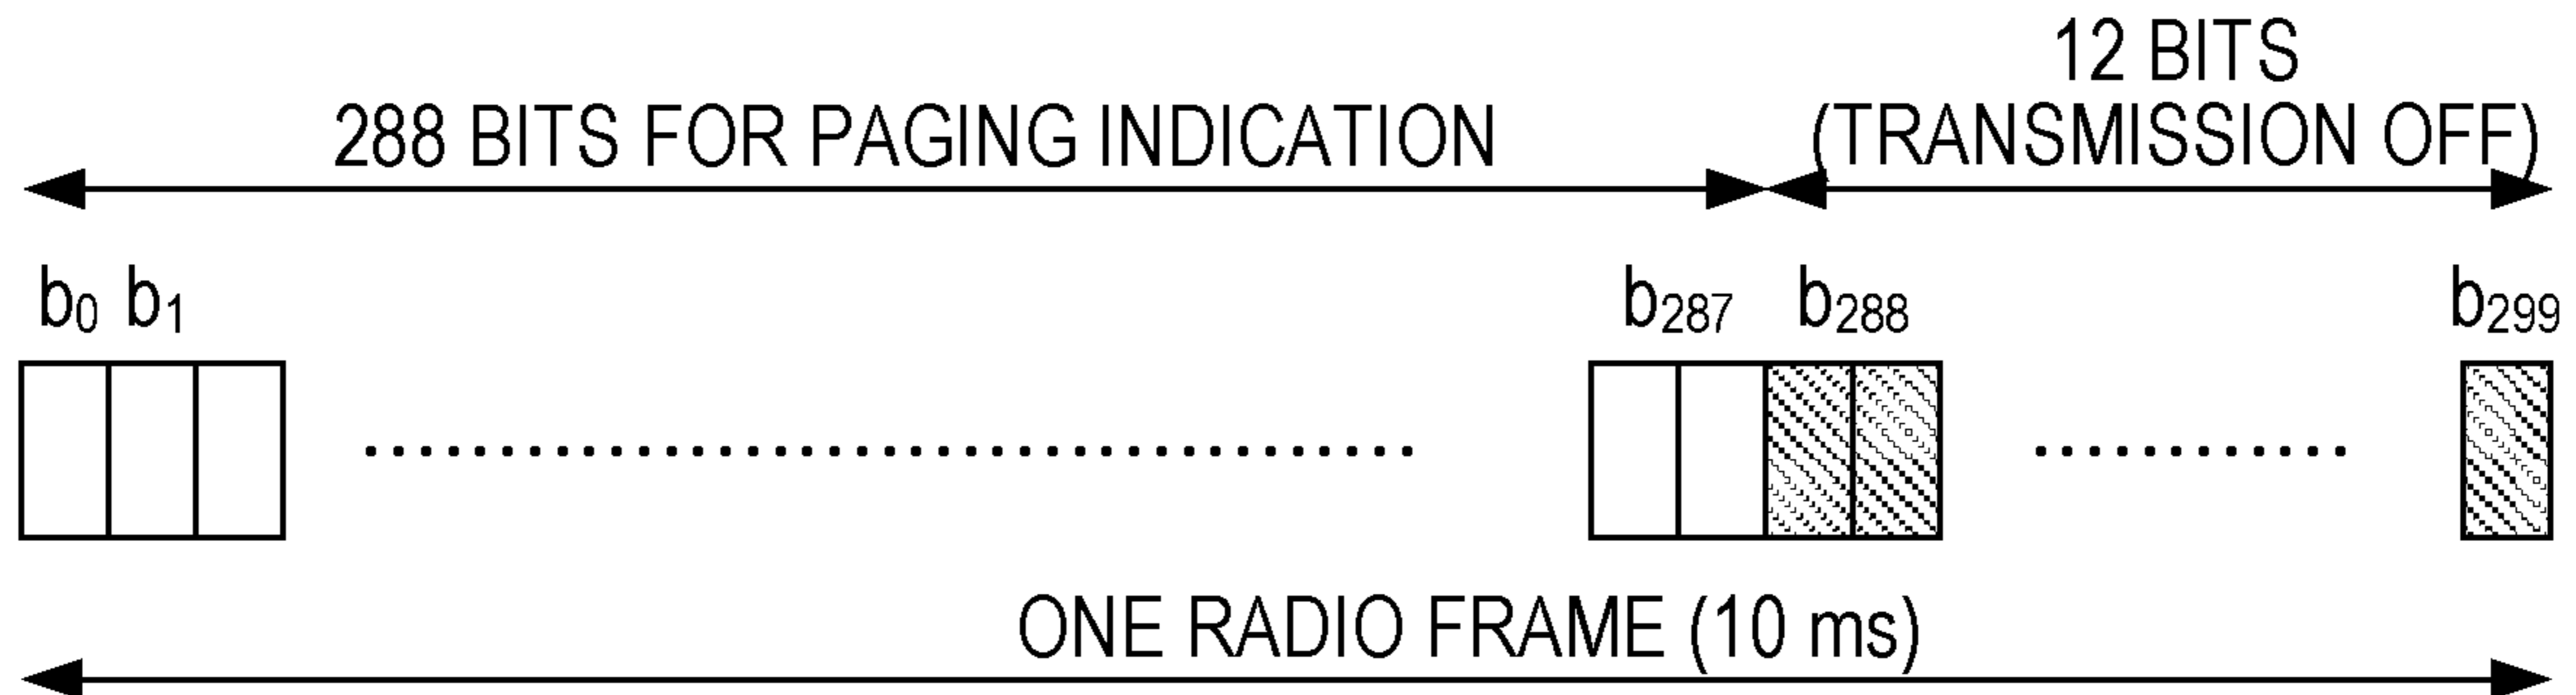 12 BITS
288 BITS FOR PAGING INDICATION (TRANSMISSION OFF)
b0 b1 b287 b288 b299
ONE RADIO FRAME (10 ms)